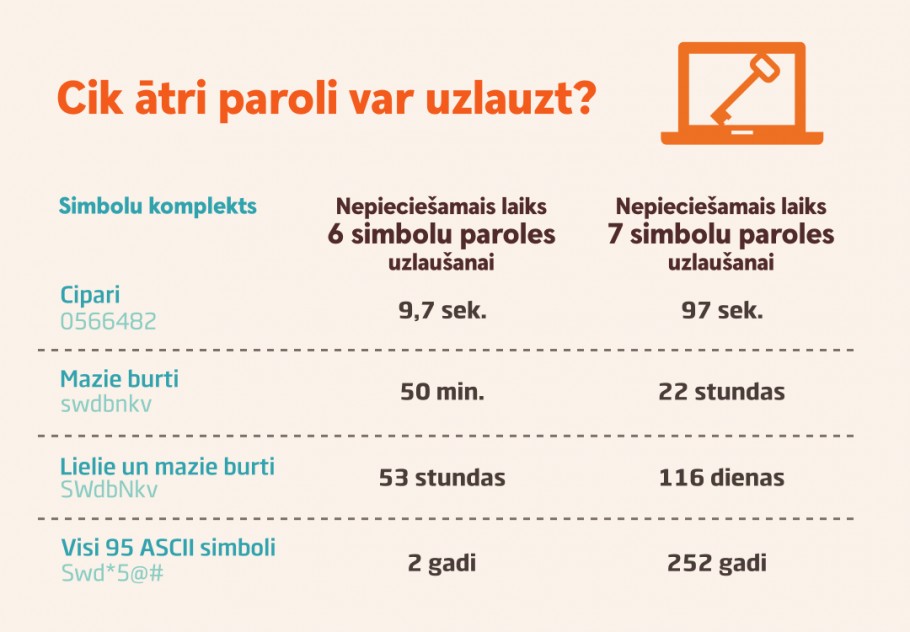 Cik ātri paroli var uzlauzt?
Simbolu komplekts
Nepieciešamais laiks
6 simbolu paroles
uzlaušanai
Nepieciešamais laiks
7 simbolu paroles
uzlaušanai
Cipari
0566482
9,7 sek.
97 sek.
Mazie burti
swdbnkv
50 min.
22 stundas
Lielie un mazie burti
SWdbNkv
53 stundas
116 dienas
Visi 95 ASCII simboli
Swd*5@#
2 gadi
252 gadi